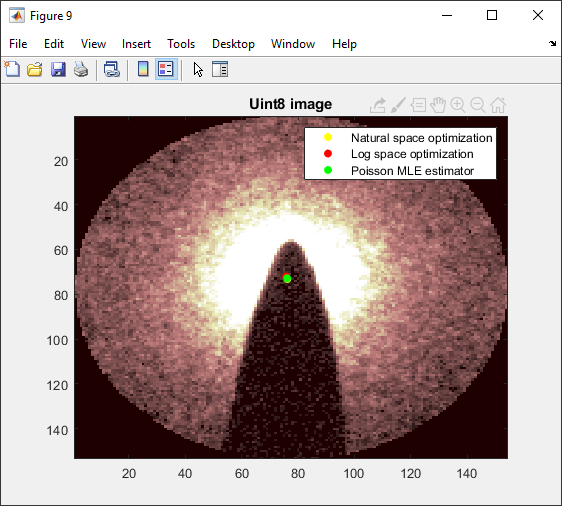 Figure 9
File Edit View Insert Tools Desktop Window Help
Uint8 image
Natural space optimization
Log space optimization
Poisson MLE estimator
20
40
60
80
100
120
140
20 40 60 80 100 120 140